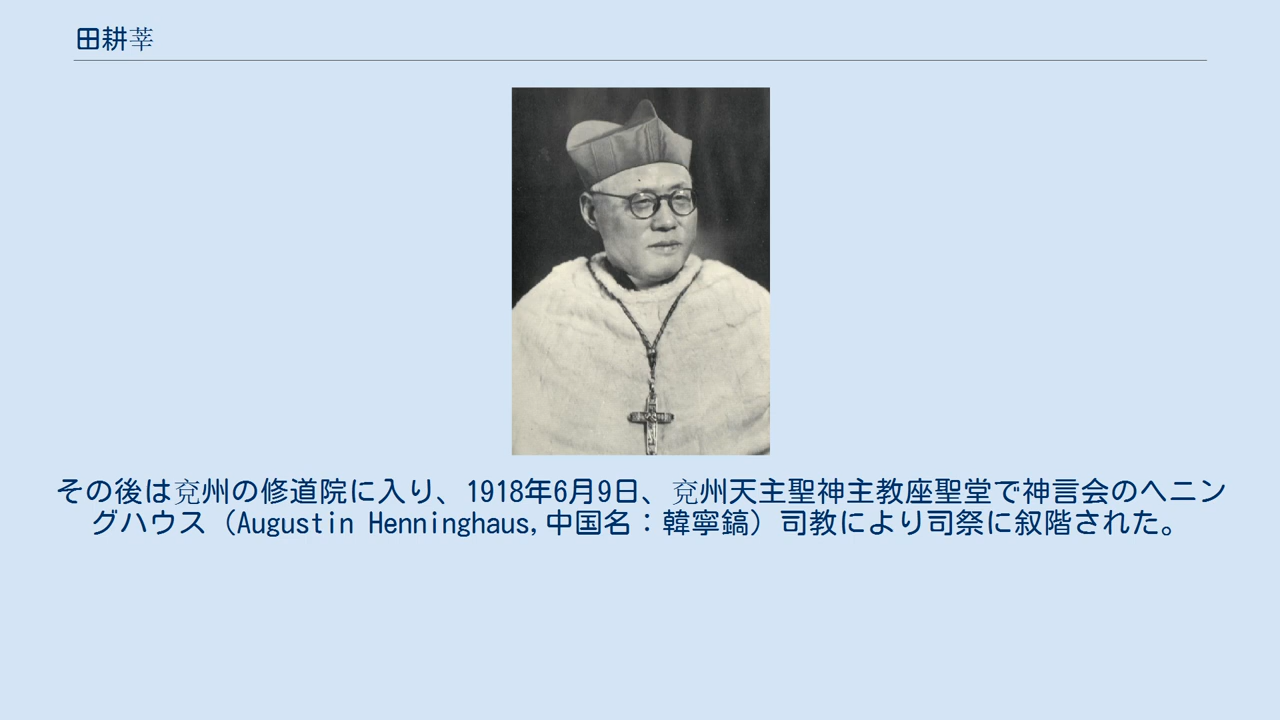 田耕莘
その後は兗州の修道院に入り、1918年6月9日、兗州天主聖神主教座聖堂で神言会のヘニン
グハウス（Augustin Henninghaus,中国名：韓寧鎬）司教により司祭に叙階された。